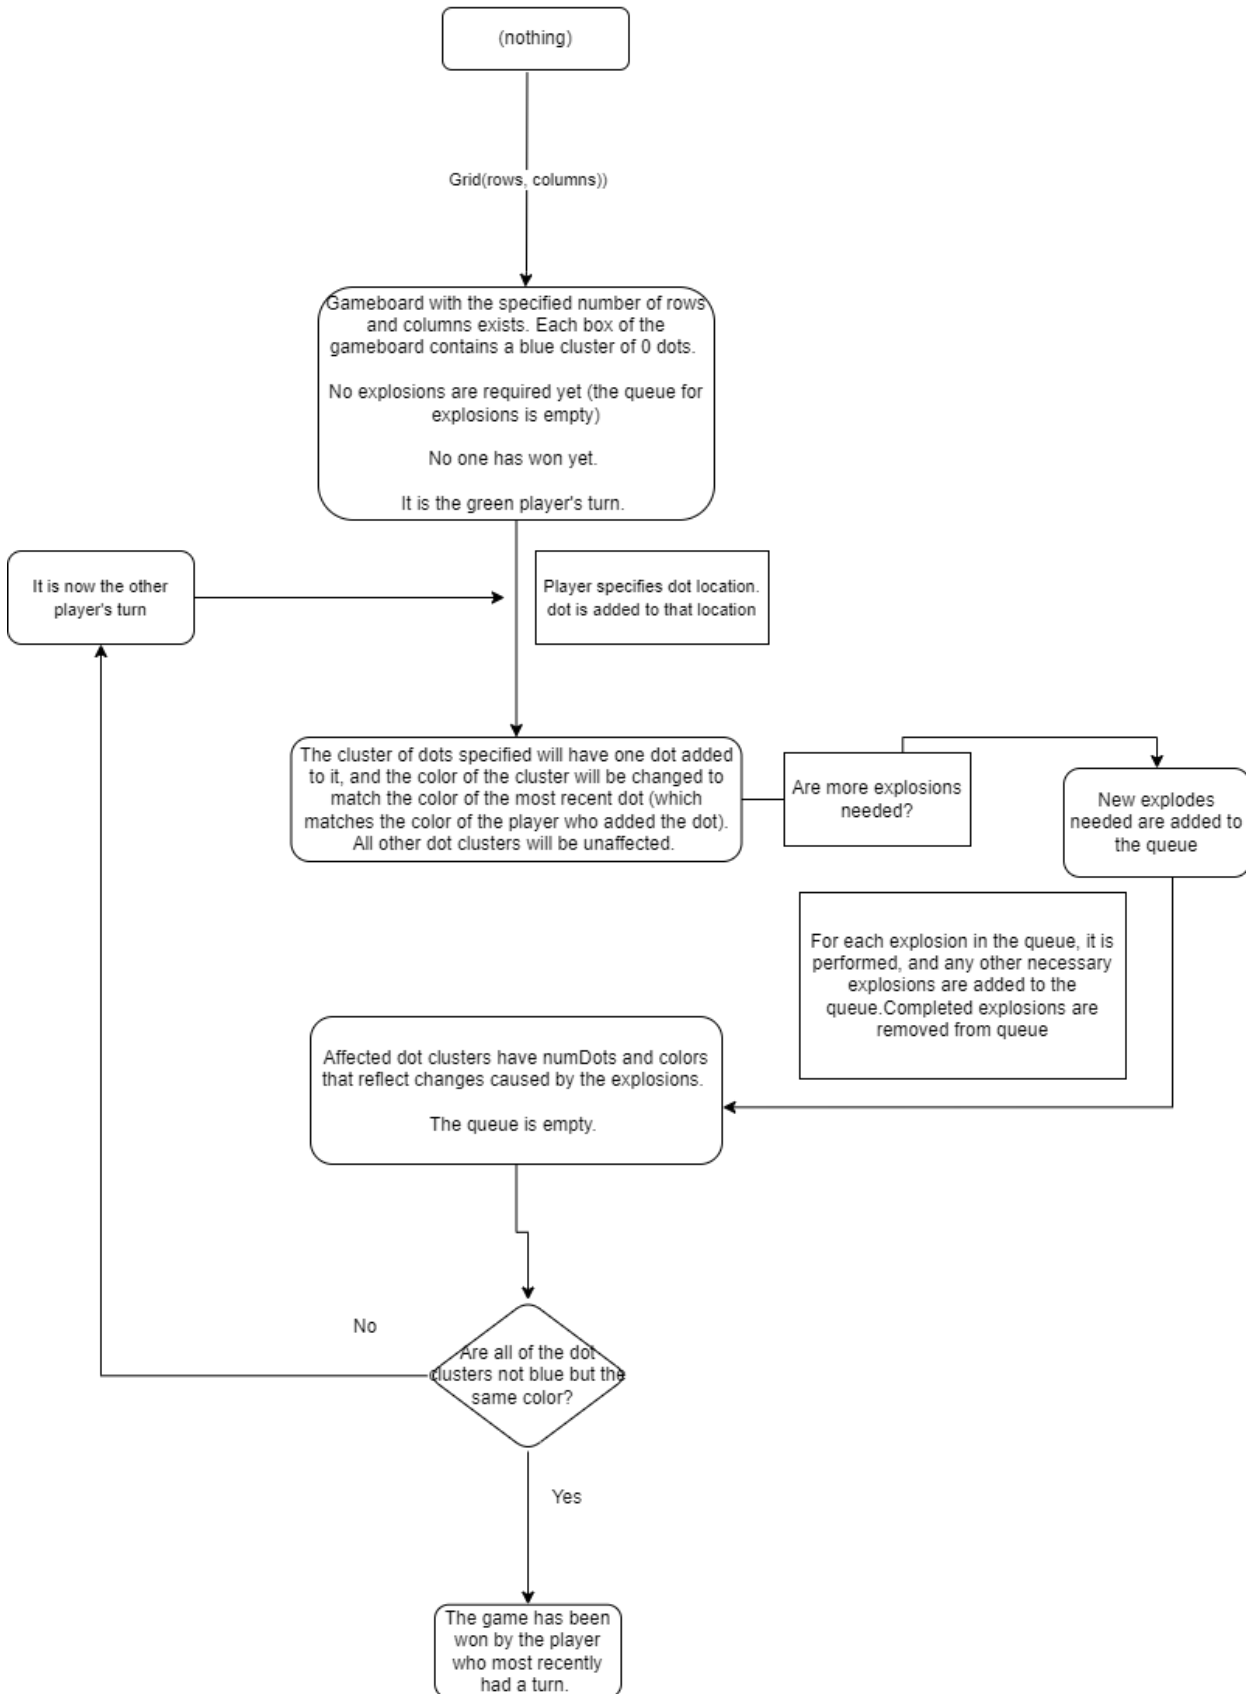 (nothing)
Grid(rows, columns))
Gameboard with the specified number of rows
and columns exists. Each box of the
gameboard contains a blue cluster of 0 dots.
No explosions are required yet (the queue for
explosions is empty)
No one has won yet.
It is the green player's turn.
It is now the other
player's turn
Player specifies dot location.
dot is added to that location
The cluster of dots specified will have one dot added
to it, and the color of the cluster will be changed to
match the color of the most recent dot (which
matches the color of the player who added the dot).
All other dot clusters will be unaffected.
Are more explosions
needed?
New explodes
needed are added to
the queue
For each explosion in the queue, it is
performed, and any other necessary
explosions are added to the
queue.Completed explosions are
removed from queue
Affected dot clusters have numDots and colors
that reflect changes caused by the explosions.
The queue is empty.
No
Are all of the dot
clusters not blue but the
same color?
Yes
The game has been
won by the player
who most recently
had a turn.